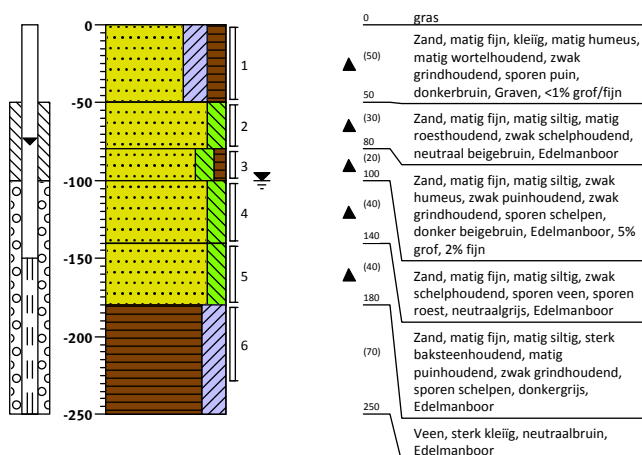 0
-50
-100
-150
-200
-250
1
2
3
4
5
6
0 gras
(50)
Zand, matig fijn, kleiïg, matig humeus,
matig wortelhoudend, zwak
grindhoudend, sporen puin,
donkerbruin, Graven, <1% grof/fijn
50
(30)
Zand, matig fijn, matig siltig, matig
roesthoudend, zwak schelphoudend,
neutraal beigebruin, Edelmanboor
80
(20)
100
Zand, matig fijn, matig siltig, zwak
humeus, zwak puinhoudend, zwak
grindhoudend, sporen schelpen,
donker beigebruin, Edelmanboor, 5%
grof, 2% fijn
(40)
140
Zand, matig fijn, matig siltig, zwak
schelphoudend, sporen veen, sporen
roest, neutraalgrijs, Edelmanboor
(40)
180
Zand, matig fijn, matig siltig, sterk
baksteenhoudend, matig
puinhoudend, zwak grindhoudend,
sporen schelpen, donkergrijs,
Edelmanboor
(70)
250
Veen, sterk kleiïg, neutraalbruin,
Edelmanboor